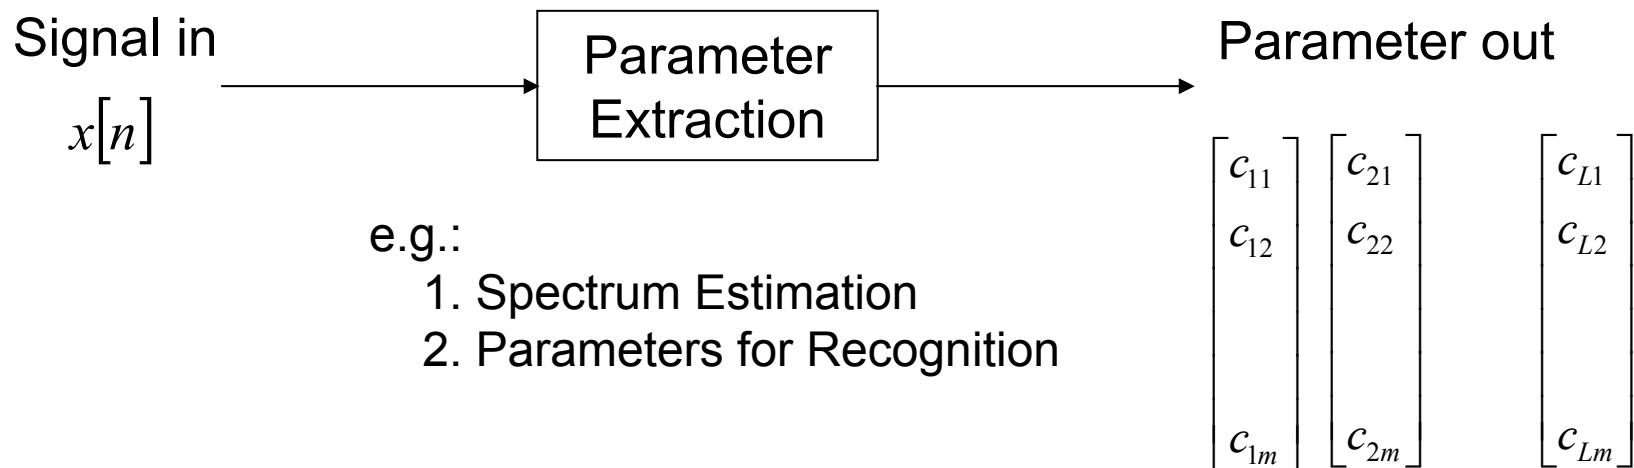 Signal in
x[n]
Parameter
Extraction
Parameter out
e.g.:
1. Spectrum Estimation
2. Parameters for Recognition
c11 c21 cL1
c12 c22 cL2
c1m c2m cLm